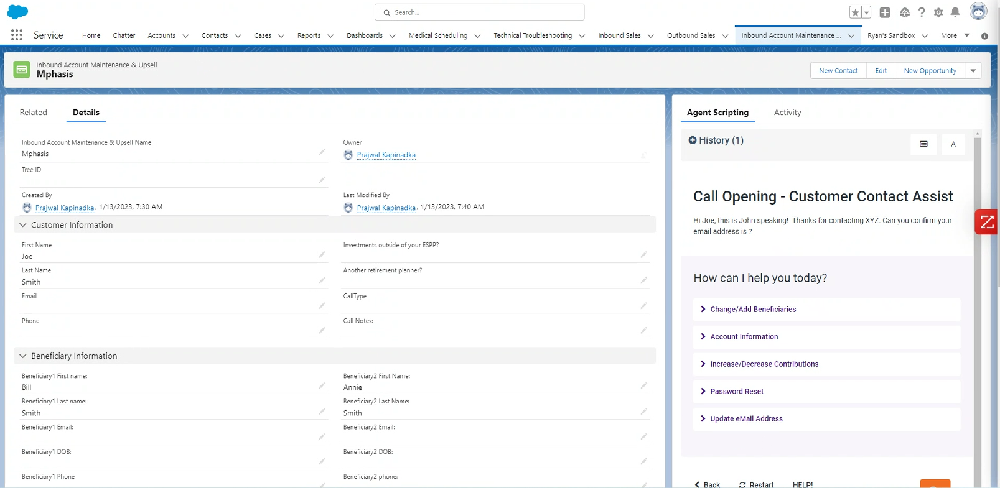 Search...
Service
Home
Chatter
Accounts
Contacts
Cases
Reports
Dashboards
Medical Scheduling
Technical Troubleshooting
Inbound Sales
Outbound Sales
Inbound Account Maintenance ...
Ryan's Sandbox
More
Inbound Account Maintenance & Upsell
Mphasis
New Contact
Edit
New Opportunity
Related
Details
Inbound Account Maintenance & Upsell Name
Mphasis
Owner
Prajwal Kapinadka
Tree ID
Created By
Prajwal Kapinadka, 1/13/2023, 7:30 AM
Last Modified By
Prajwal Kapinadka, 1/13/2023, 7:40 AM
Customer Information
First Name
Joe
Investments outside of your ESPP?
Last Name
Smith
Another retirement planner?
Email
CallType
Phone
Call Notes:
Beneficiary Information
Beneficiary1 First name:
Bill
Beneficiary2 First Name:
Annie
Beneficiary1 Last name:
Smith
Beneficiary2 Last Name:
Smith
Beneficiary1 Email:
Beneficiary2 Email:
Beneficiary1 DOB:
Beneficiary2 DOB:
Beneficiary1 Phone
Beneficiary2 phone:
Agent Scripting
Activity
History (1)
A
Call Opening - Customer Contact Assist
Hi Joe, this is John speaking! Thanks for contacting XYZ. Can you confirm your
email address is ?
How can I help you today?
Change/Add Beneficiaries
Account Information
Increase/Decrease Contributions
Password Reset
Update eMail Address
Back
Restart
HELP!